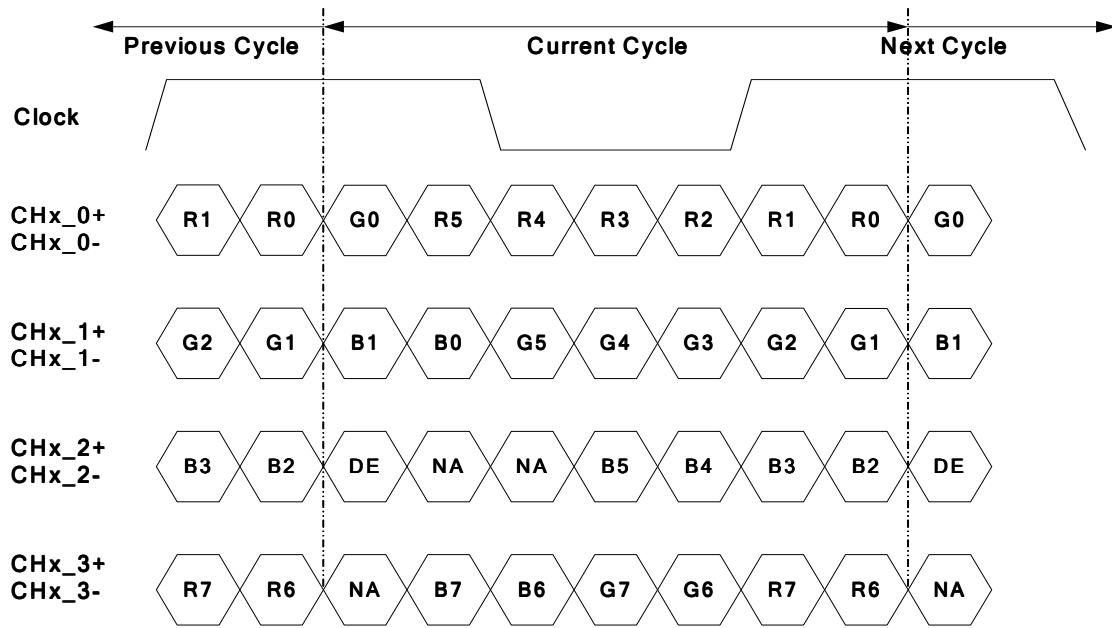 Previous Cycle Current Cycle Next Cycle
Clock
CHx_0+
CHx_0-
R1 R0 G0 R5 R4 R3 R2 R1 R0 G0
CHx_1+
CHx_1-
G2 G1 B1 B0 G5 G4 G3 G2 G1 B1
CHx_2+
CHx_2-
B3 B2 DE NA NA B5 B4 B3 B2 DE
CHx_3+
CHx_3-
R7 R6 NA B7 B6 G7 G6 R7 R6 NA